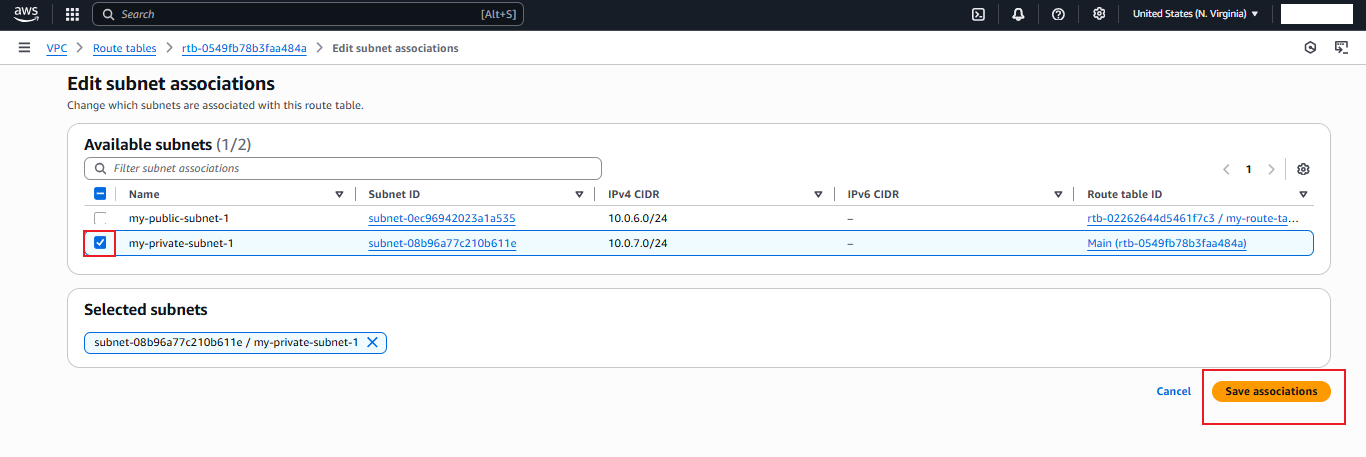 aws Search [Alt+S] United States (N. Virginia)
VPC Route tables rtb-0549fb78b3faa484a Edit subnet associations
Edit subnet associations
Change which subnets are associated with this route table.
Available subnets (1/2)
Filter subnet associations
1
Name Subnet ID IPv4 CIDR IPv6 CIDR Route table ID
my-public-subnet-1 subnet-0ec96942023a1a535 10.0.6.0/24 – rtb-02262644d5461f7c3 / my-route-ta...
my-private-subnet-1 subnet-08b96a77c210b611e 10.0.7.0/24 – Main (rtb-0549fb78b3faa484a)
Selected subnets
subnet-08b96a77c210b611e / my-private-subnet-1
Cancel Save associations